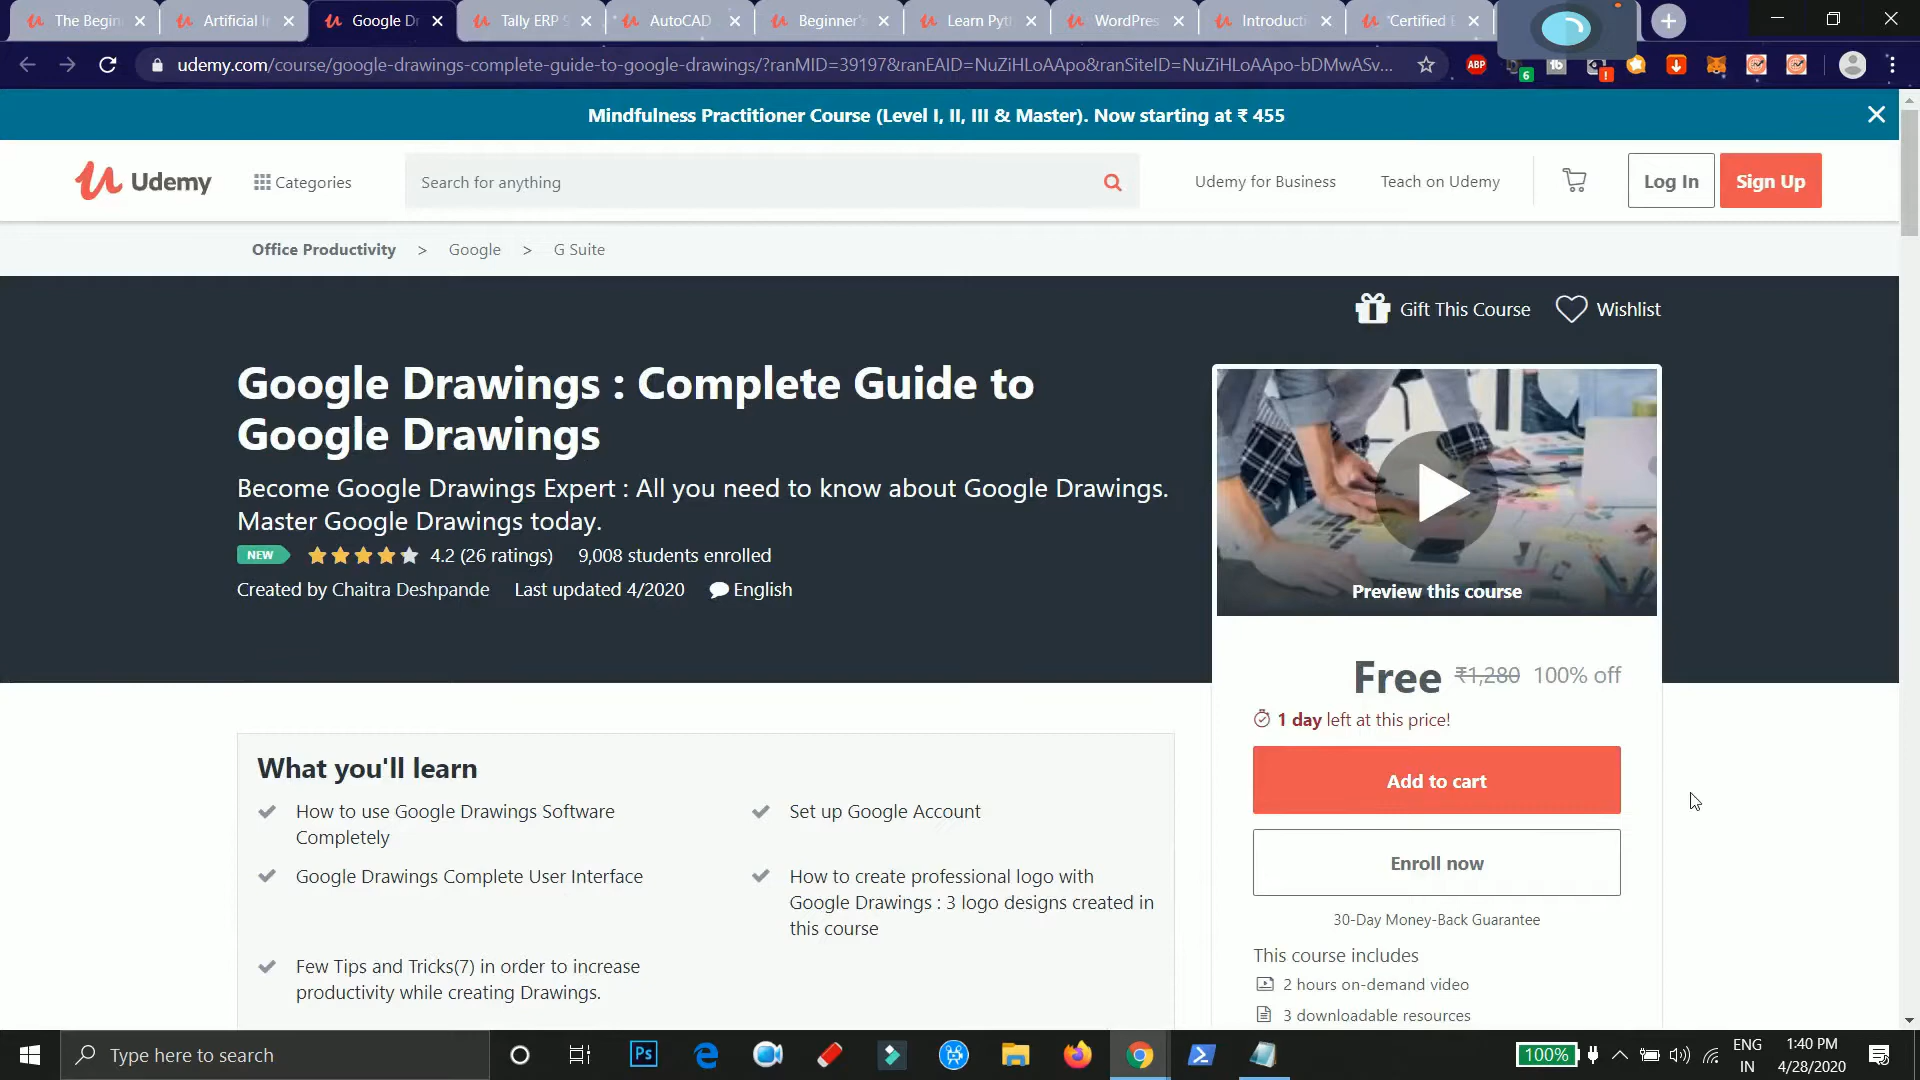 The Begin
Artificial I
Google Dr
Tally ERP 9
AutoCAD
Beginner's
Learn Pyt
WordPres
Introducti
"Certified E
udemy.com/course/google-drawings-complete-guide-to-google-drawings/?ranMID=39197&ranEAID=NuZiHLoAApo&ranSiteID=NuZiHLoAApo-bDMwASv...
ABP
6
!
Mindfulness Practitioner Course (Level I, II, III & Master). Now starting at ₹ 455
Udemy
Categories
Search for anything
Udemy for Business
Teach on Udemy
Log In
Sign Up
Office Productivity > Google > G Suite
Gift This Course
Wishlist
Google Drawings : Complete Guide to
Google Drawings
Become Google Drawings Expert : All you need to know about Google Drawings.
Master Google Drawings today.
NEW 4.2 (26 ratings) 9,008 students enrolled
Created by Chaitra Deshpande Last updated 4/2020 English
Preview this course
Free ₹1,280 100% off
1 day left at this price!
Add to cart
Enroll now
30-Day Money-Back Guarantee
This course includes
2 hours on-demand video
3 downloadable resources
What you'll learn
How to use Google Drawings Software
Completely
Set up Google Account
Google Drawings Complete User Interface
How to create professional logo with
Google Drawings : 3 logo designs created in
this course
Few Tips and Tricks(7) in order to increase
productivity while creating Drawings.
Type here to search
Ps
100%
ENG
IN
1:40 PM
4/28/2020